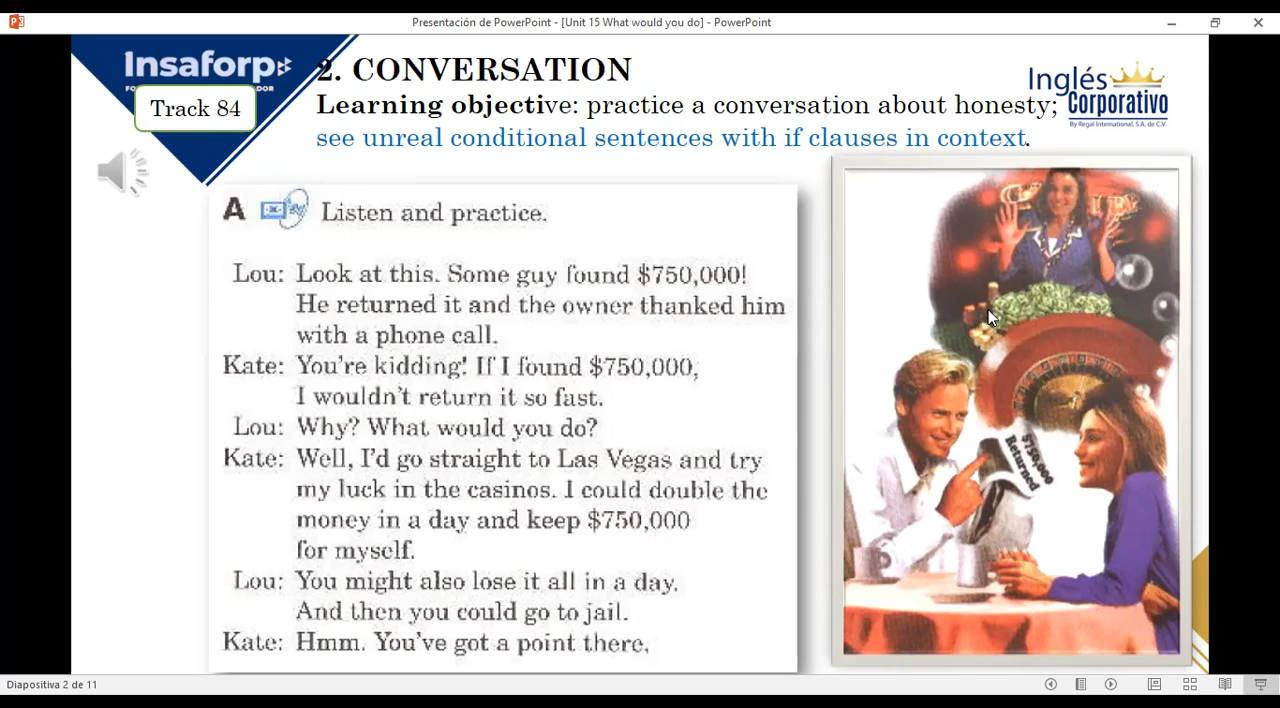 Presentación de PowerPoint - [Unit 15 What would you do] - PowerPoint
Insaforp
Track 84
2. CONVERSATION
Learning objective: practice a conversation about honesty;
see unreal conditional sentences with if clauses in context.
Inglés
Corporativo
By Regal International, S.A. de C.V.
A Listen and practice.
Lou: Look at this. Some guy found $750,000!
He returned it and the owner thanked him
with a phone call.
Kate: You're kidding! If I found $750,000,
I wouldn't return it so fast.
Lou: Why? What would you do?
Kate: Well, I'd go straight to Las Vegas and try
my luck in the casinos. I could double the
money in a day and keep $750,000
for myself.
Lou: You might also lose it all in a day.
And then you could go to jail.
Kate: Hmm. You've got a point there.
$750,000
Returned
Diapositiva 2 de 11